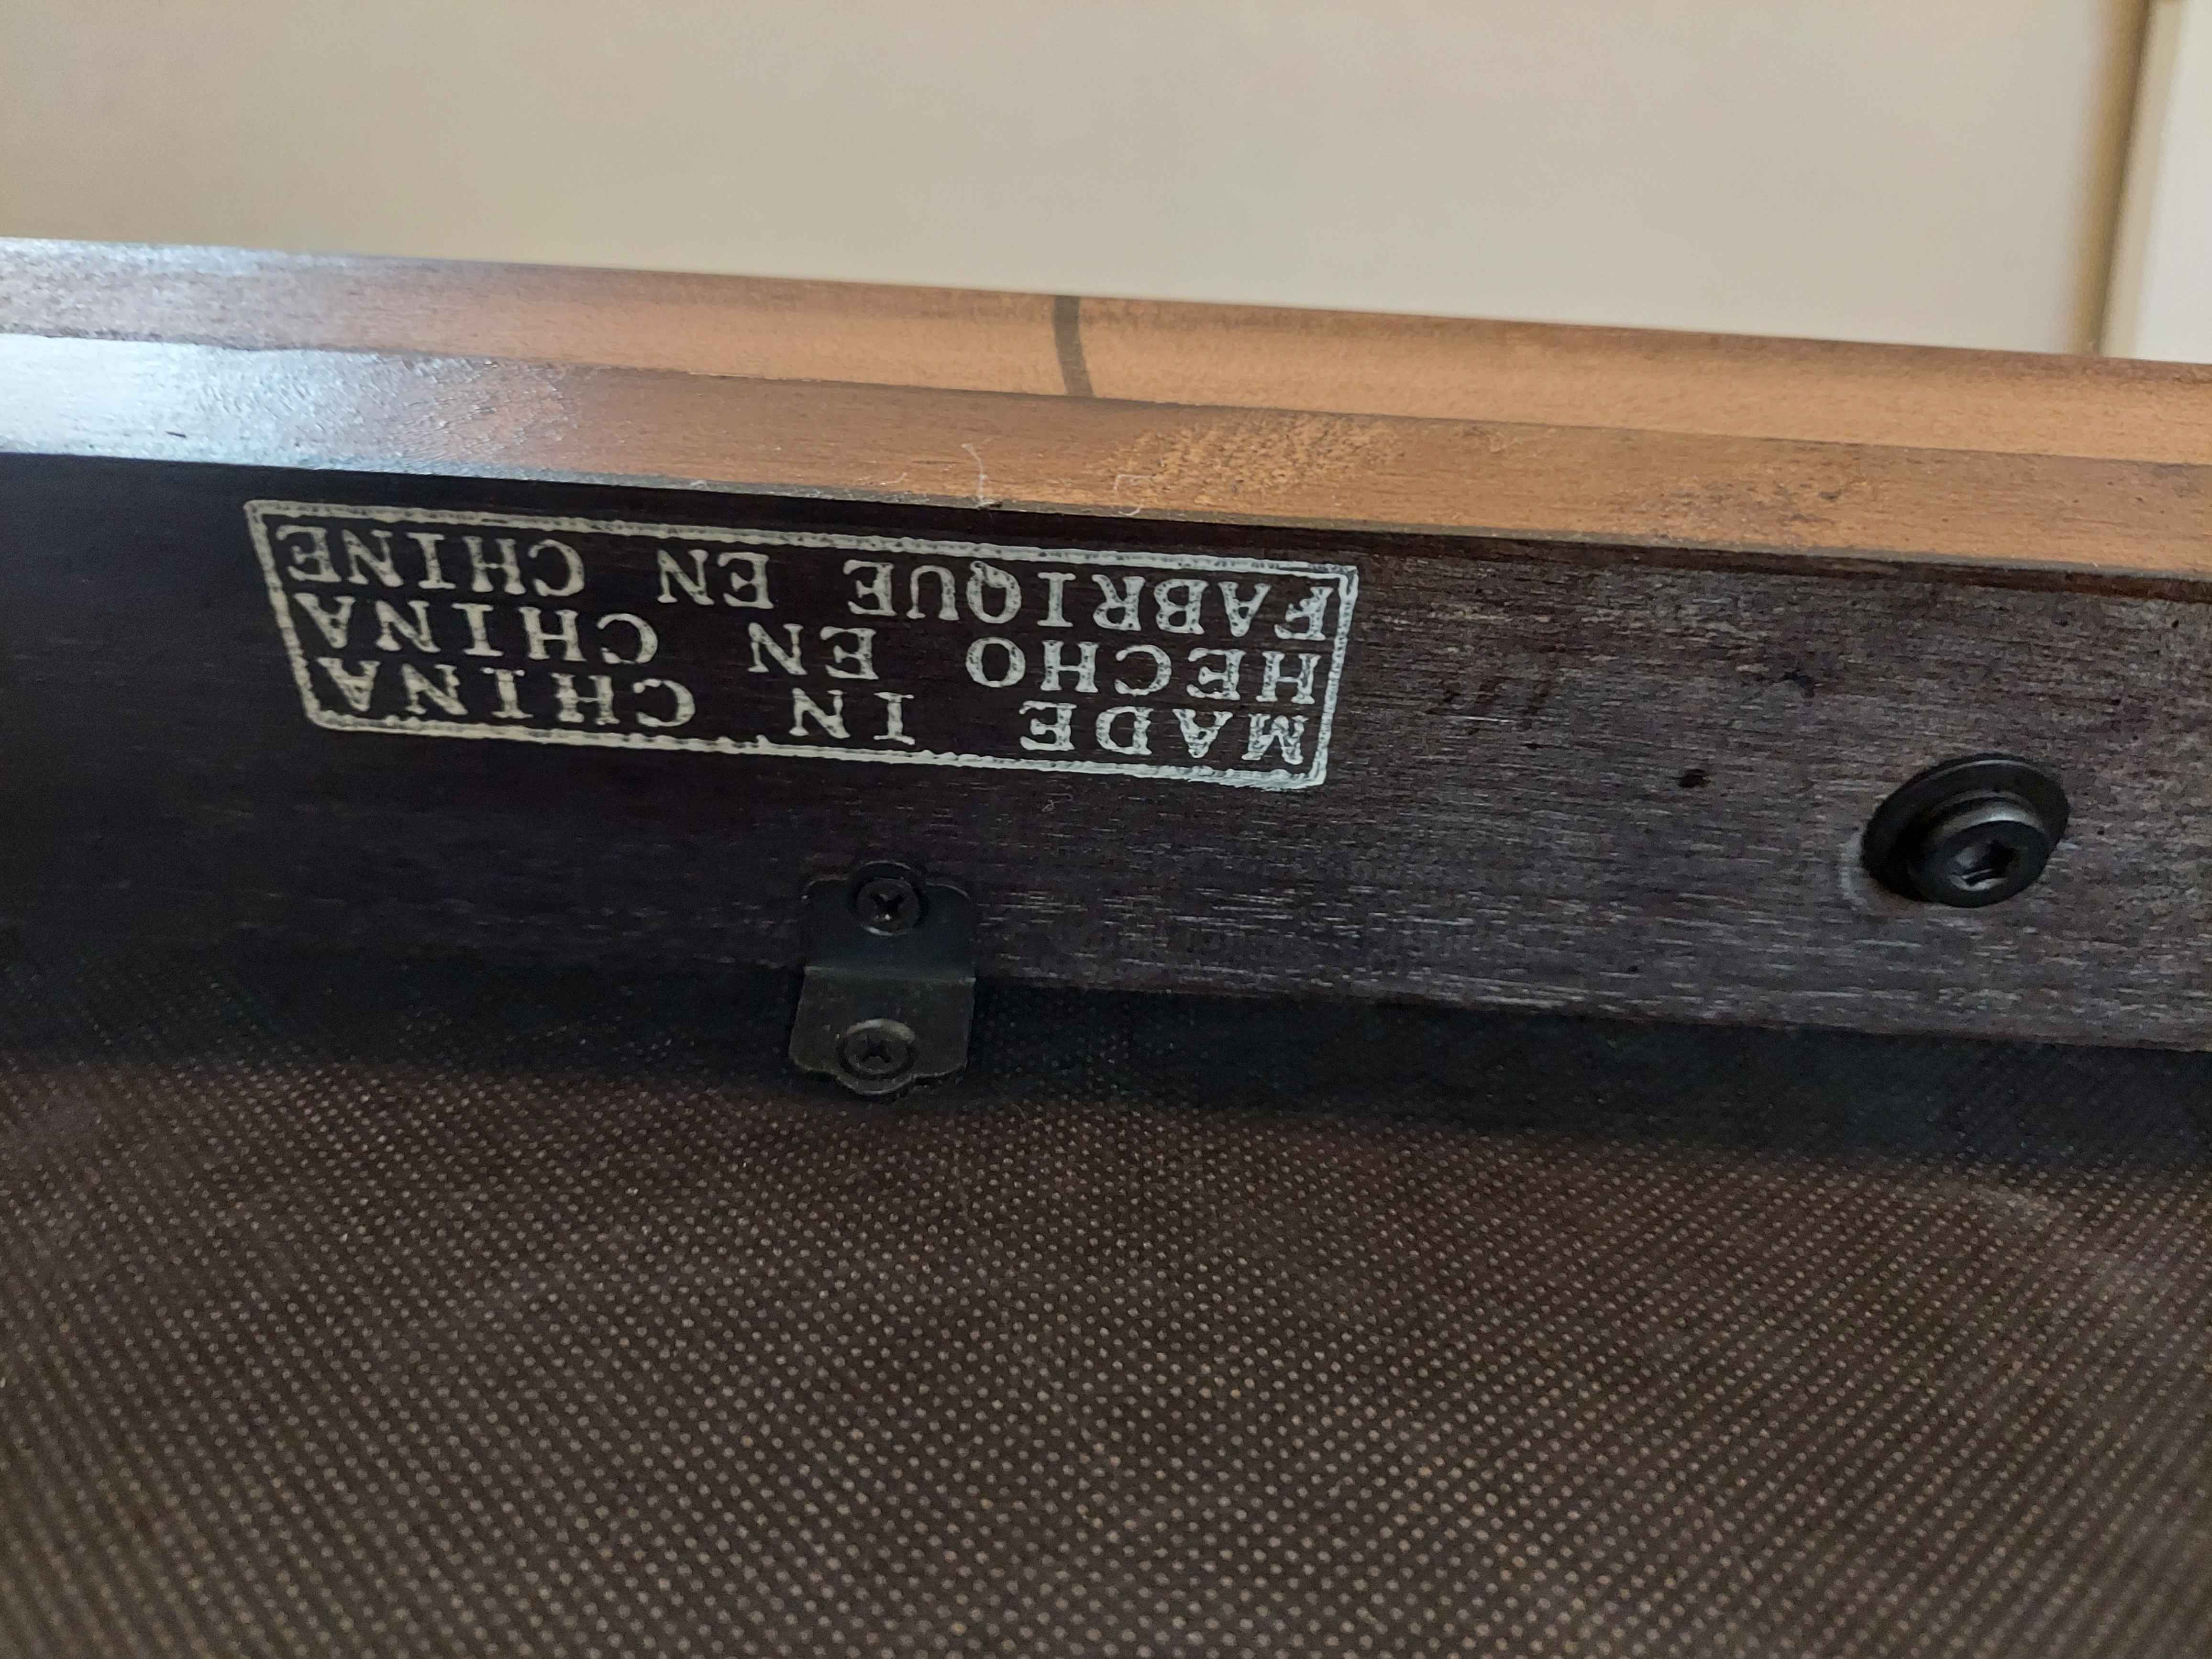 MADE IN CHINA
HECHO EN CHINA
FABRIQUE EN CHINE